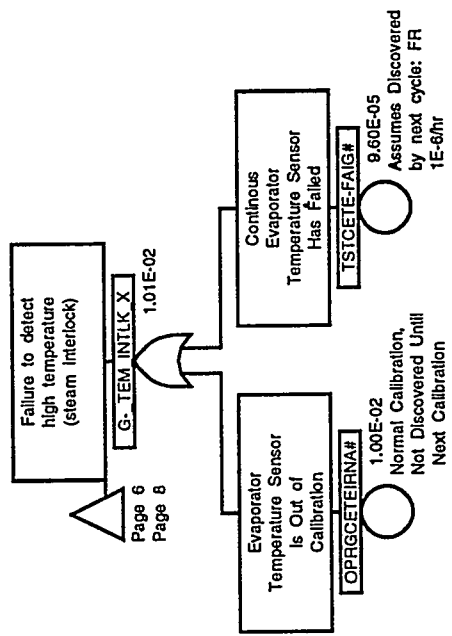 Failure to detect
high temperature
(steam Interlock)
G-_TEM_INTLK_X
1.01E-02
Page 6
Page 8
Evaporator
Temperature Sensor
Is Out of
Calibration
OPRGCETEIRNA#
1.00E-02
Normal Calibration,
Not Discovered Until
Next Calibration
Continous
Evaporator
Temperature Sensor
Has Failed
TSTCETE-FAIG#
9.60E-05
Assumes Discovered
by next cycle: FR
1E-6/hr